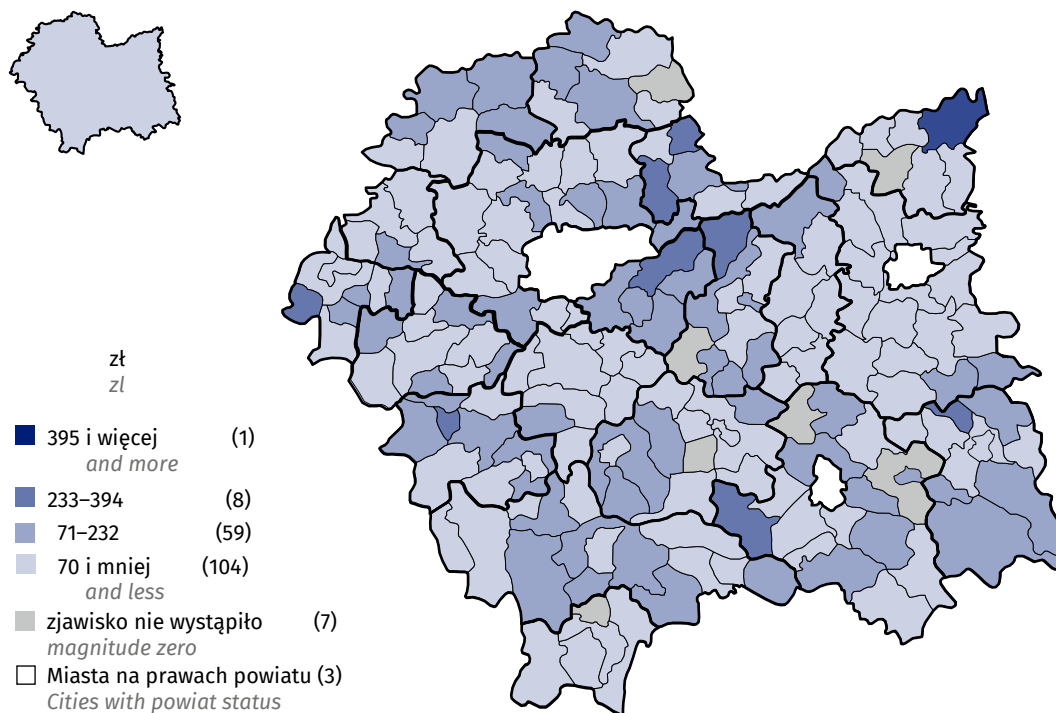 zł
zl
395 i więcej (1)
and more
233–394 (8)
71–232 (59)
70 i mniej (104)
and less
zjawisko nie wystąpiło (7)
magnitude zero
Miasta na prawach powiatu (3)
Cities with powiat status